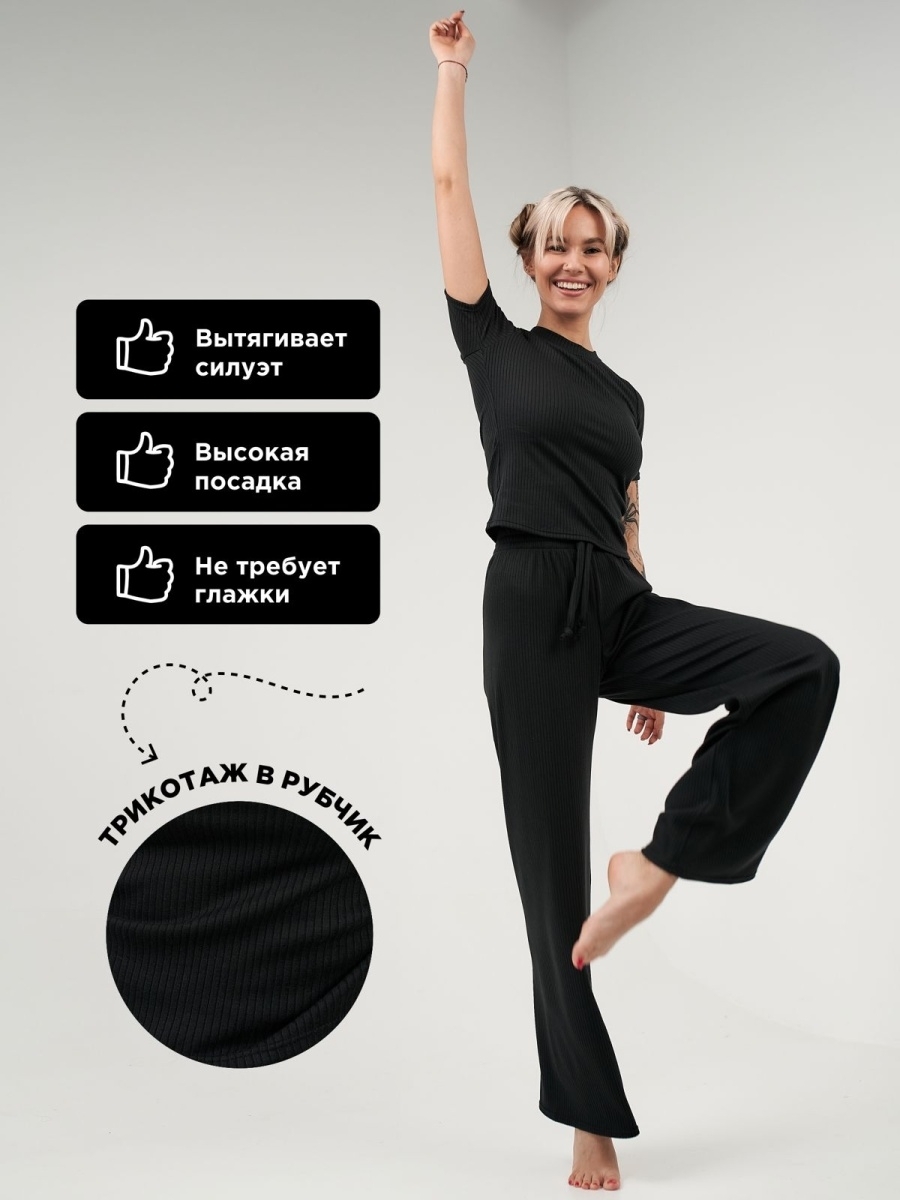 Вытягивает
силуэт
Высокая
посадка
Не требует
глажки
ТРИКОТАЖ В РУБЧИК